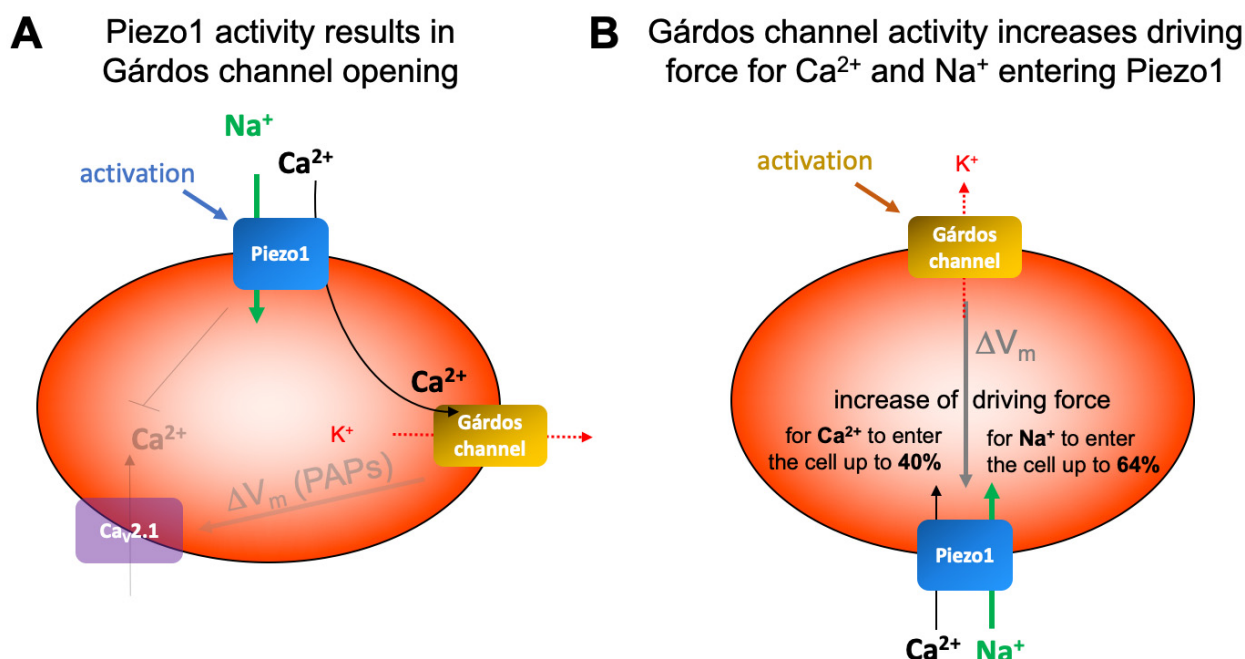 A
Piezo1 activity results in
Gárdos channel opening
Na⁺
Ca²⁺
activation
Piezo1
Ca²⁺
Gárdos
channel
K⁺
Ca²⁺
ΔVₘ (PAPs)
Caᵥ2.1
B
Gárdos channel activity increases driving
force for Ca²⁺ and Na⁺ entering Piezo1
activation
K⁺
Gárdos
channel
ΔVₘ
increase of driving force
for Ca²⁺ to enter
the cell up to 40%
for Na⁺ to enter
the cell up to 64%
Piezo1
Ca²⁺ Na⁺